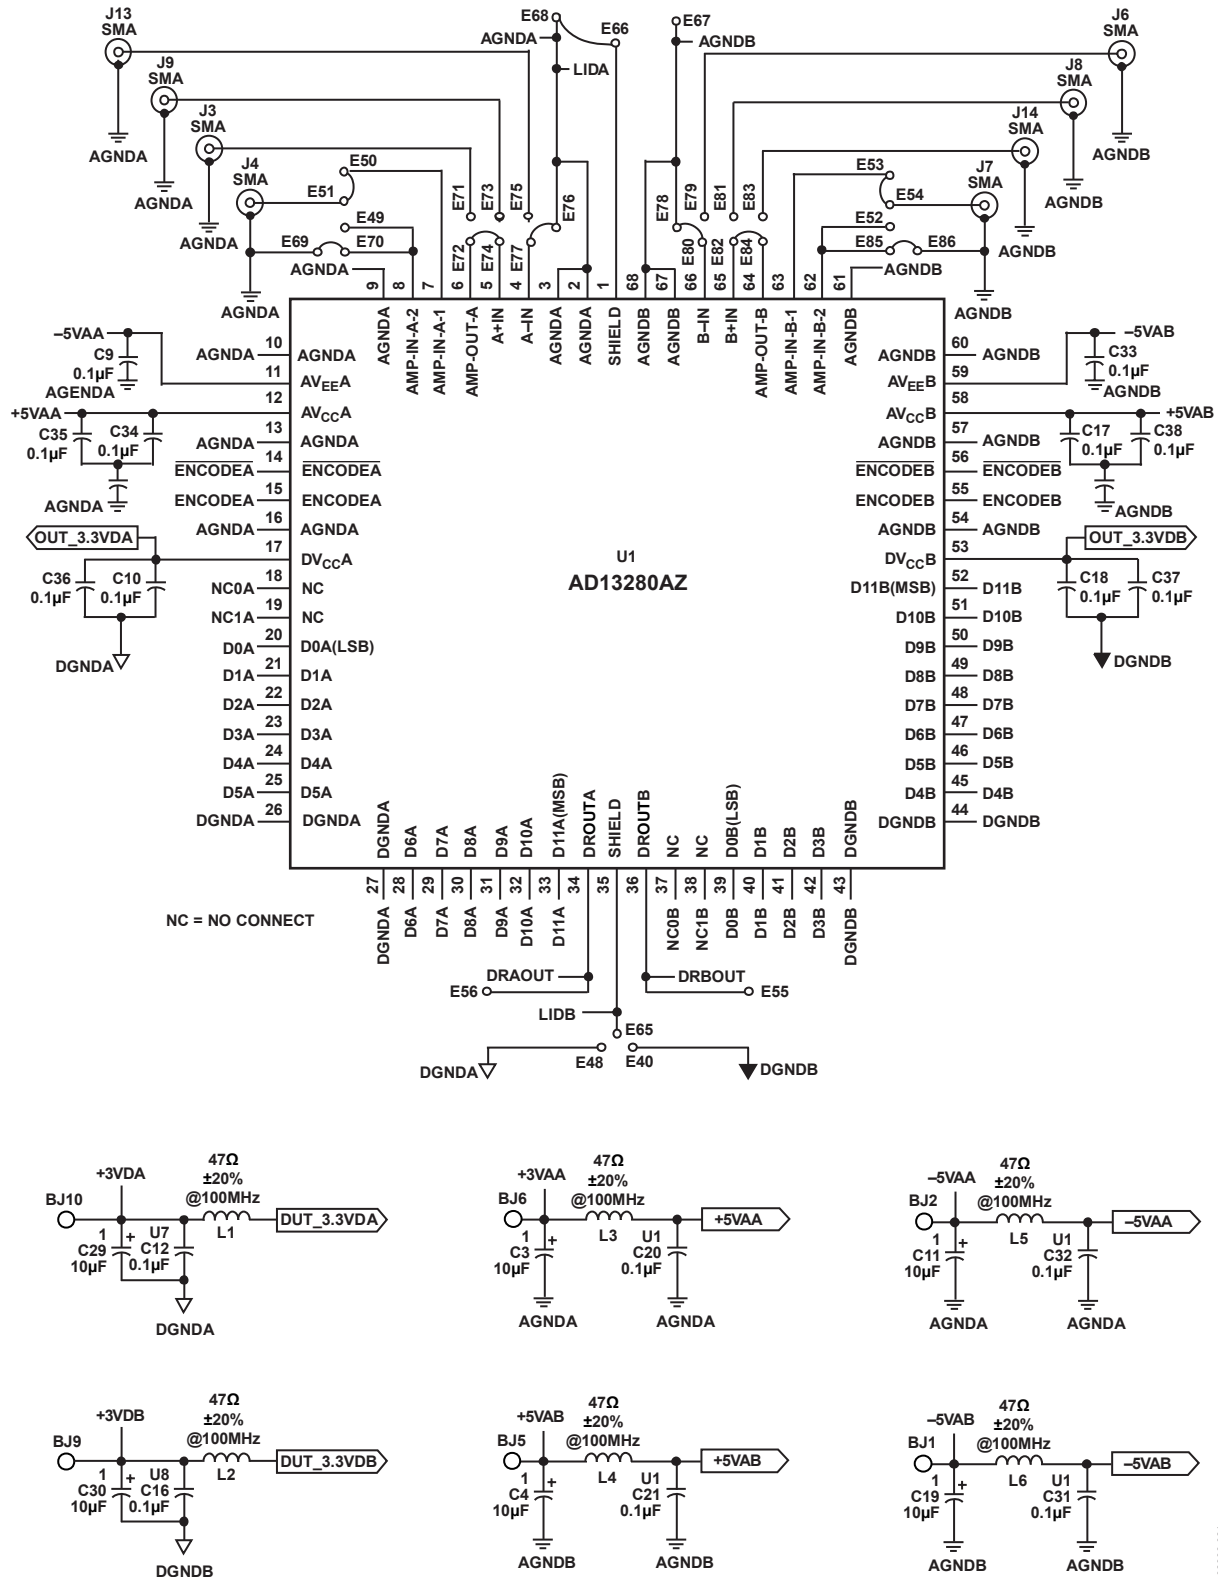 J13
SMA
J9
SMA
J3
SMA
J4
SMA
AGNDA
AGNDA
AGNDA
AGNDA
E68
E66
AGNDA
LIDA
E67
AGNDB
J6
SMA
J8
SMA
J14
SMA
J7
SMA
AGNDB
AGNDB
AGNDB
AGNDB
E50
E51
E49
E69
E70
AGNDA
E71
E73
E75
E76
E72
E74
E77
E78
E79
E81
E83
E80
E82
E84
E53
E54
E52
E85
E86
AGNDB
9
8
7
6
5
4
3
2
1
68
67
66
65
64
63
62
61
AGNDA
AMP-IN-A-2
AMP-IN-A-1
AMP-OUT-A
A+IN
A–IN
AGNDA
AGNDA
SHIELD
AGNDB
AGNDB
B–IN
B+IN
AMP-OUT-B
AMP-IN-B-1
AMP-IN-B-2
AGNDB
–5VAA
C9
0.1µF
AGENDA
+5VAA
C35
0.1µF
C34
0.1µF
AGNDA
OUT_3.3VDA
C36
0.1µF
C10
0.1µF
DGNDA
AGNDA 10 AGNDA
11 AVEEA
12 AVCCA
AGNDA 13 AGNDA
ENCODEA 14 ENCODEA
ENCODEA 15 ENCODEA
AGNDA 16 AGNDA
17 DVCCA
NC0A 18 NC
NC1A 19 NC
D0A 20 D0A(LSB)
D1A 21 D1A
D2A 22 D2A
D3A 23 D3A
D4A 24 D4A
D5A 25 D5A
DGNDA 26 DGNDA
U1
AD13280AZ
AGNDB 60 AGNDB
AVEEB 59
AVCCB 58
AGNDB 57 AGNDB
ENCODEB 56 ENCODEB
ENCODEB 55 ENCODEB
AGNDB 54 AGNDB
DVCCB 53
D11B(MSB) 52 D11B
D10B 51 D10B
D9B 50 D9B
D8B 49 D8B
D7B 48 D7B
D6B 47 D6B
D5B 46 D5B
D4B 45 D4B
DGNDB 44 DGNDB
–5VAB
C33
0.1µF
AGNDB
+5VAB
C17
0.1µF
C38
0.1µF
AGNDB
OUT_3.3VDB
C18
0.1µF
C37
0.1µF
DGNDB
DGNDA
D6A
D7A
D8A
D9A
D10A
D11A(MSB)
DROUTA
SHIELD
DROUTB
NC
NC
D0B(LSB)
D1B
D2B
D3B
DGNDB
27
28
29
30
31
32
33
34
35
36
37
38
39
40
41
42
43
DGNDA
D6A
D7A
D8A
D9A
D10A
D11A
NC0B
NC1B
D0B
D1B
D2B
D3B
DGNDB
NC = NO CONNECT
DRAOUT
DRBOUT
E56
E55
LIDB
E65
E48
E40
DGNDA
DGNDB
+3VDA
47Ω
±20%
@100MHz
BJ10
DUT_3.3VDA
L1
1
+
C29
10µF
U7
C12
0.1µF
DGNDA
+3VAA
47Ω
±20%
@100MHz
BJ6
+5VAA
L3
1
+
C3
10µF
U1
C20
0.1µF
AGNDA
AGNDA
–5VAA
47Ω
±20%
@100MHz
BJ2
–5VAA
L5
1
+
C11
10µF
U1
C32
0.1µF
AGNDA
AGNDA
+3VDB
47Ω
±20%
@100MHz
BJ9
DUT_3.3VDB
L2
1
+
C30
10µF
U8
C16
0.1µF
DGNDB
+5VAB
47Ω
±20%
@100MHz
BJ5
+5VAB
L4
1
+
C4
10µF
U1
C21
0.1µF
AGNDB
AGNDB
–5VAB
47Ω
±20%
@100MHz
BJ1
–5VAB
L6
1
+
C19
10µF
U1
C31
0.1µF
AGNDB
AGNDB